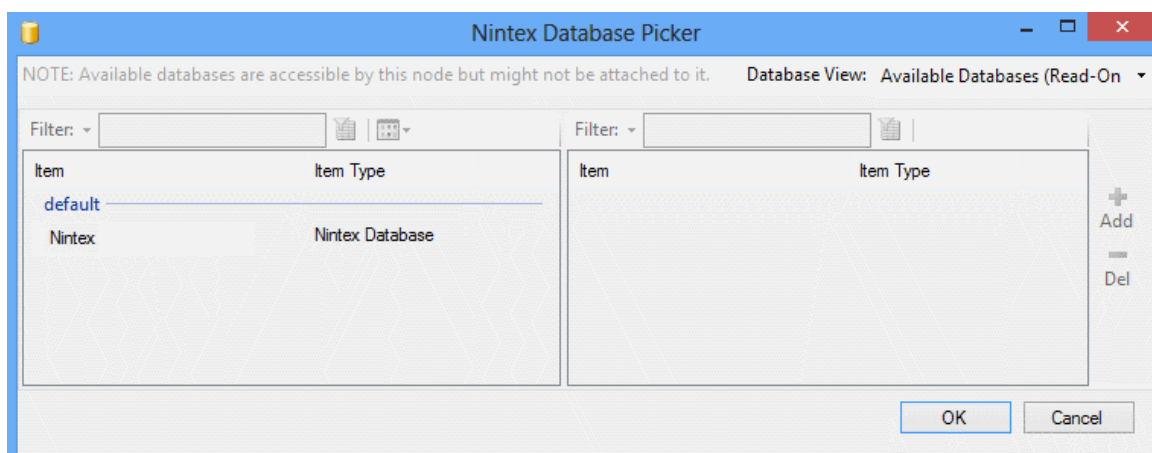 Nintex Database Picker
NOTE: Available databases are accessible by this node but might not be attached to it. Database View: Available Databases (Read-On
Filter: Filter:
Item Item Type Item Item Type
default
Nintex Nintex Database
Add
Del
OK Cancel